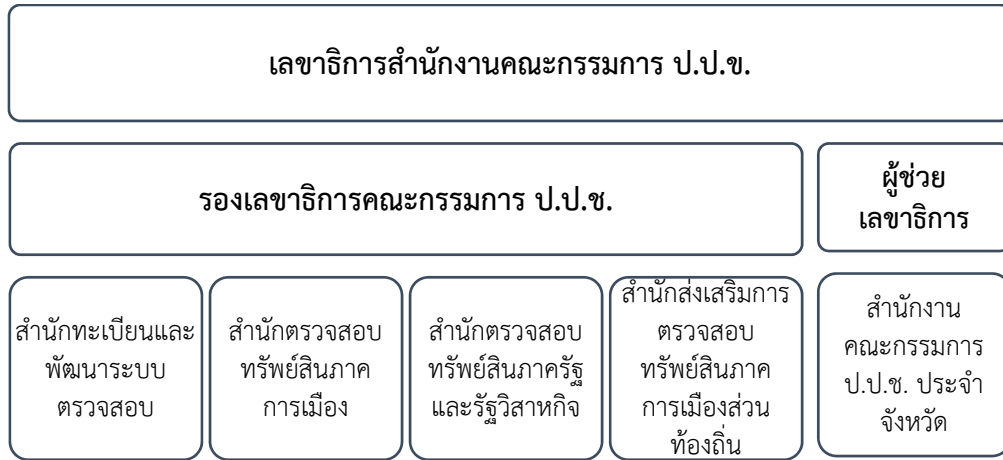 เลขาธิการสำนักงานคณะกรรมการ ป.ป.ข.
รองเลขาธิการคณะกรรมการ ป.ป.ช.
ผู้ช่วย
เลขาธิการ
สำนักทะเบียนและ
พัฒนาระบบ
ตรวจสอบ
สำนักตรวจสอบ
ทรัพย์สินภาค
การเมือง
สำนักตรวจสอบ
ทรัพย์สินภาครัฐ
และรัฐวิสาหกิจ
สำนักส่งเสริมการ
ตรวจสอบ
ทรัพย์สินภาค
การเมืองส่วน
ท้องถิ่น
สำนักงาน
คณะกรรมการ
ป.ป.ช. ประจำ
จังหวัด